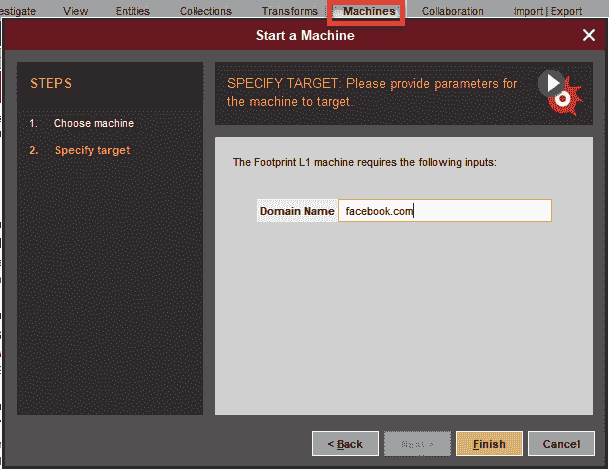 estigate View Entities Collections Transforms Machines Collaboration Import | Export
Start a Machine
STEPS
1. Choose machine
2. Specify target
SPECIFY TARGET: Please provide parameters for
the machine to target.
The Footprint L1 machine requires the following inputs:
Domain Name facebook.com
< Back Next > Finish Cancel